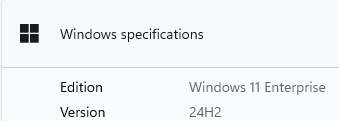 Windows specifications
Edition Windows 11 Enterprise
Version 24H2